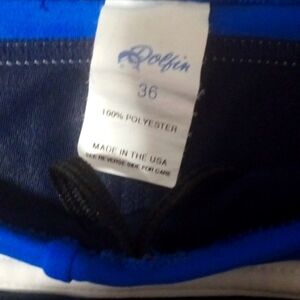 Dolfin
36
100% POLYESTER
MADE IN THE USA
SEE REVERSE SIDE FOR CARE